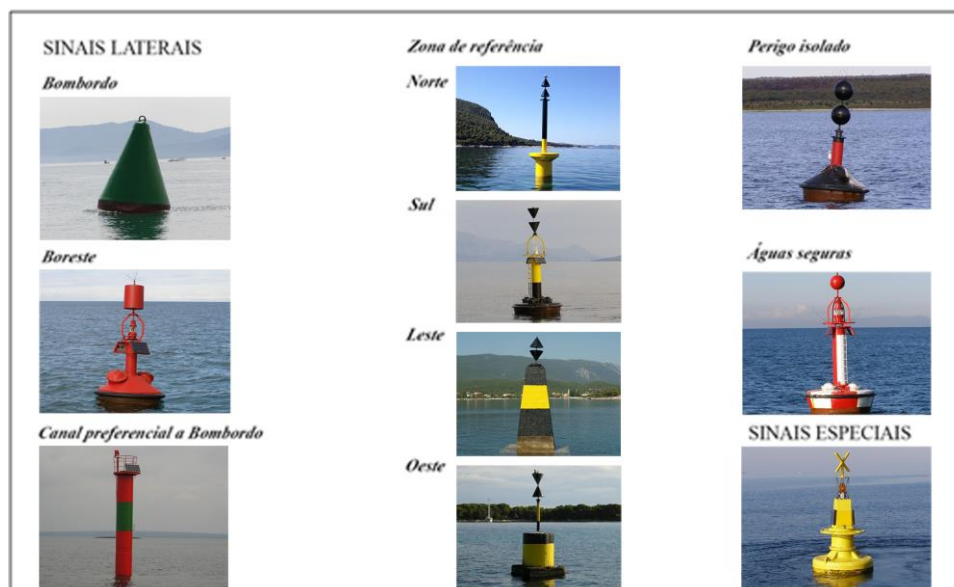 SINAIS LATERAIS
Bombordo
Boreste
Canal preferencial a Bombordo
Zona de referência
Norte
Sul
Leste
Oeste
Perigo isolado
Águas seguras
SINAIS ESPECIAIS